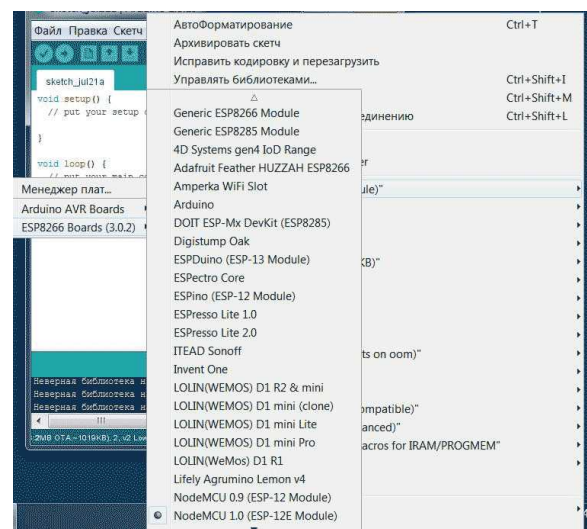 Файл Правка Скетч
sketch_jul21a
void setup() {
// put your setup
}
void loop() {
// put your main
Менеджер плат...
Arduino AVR Boards
ESP8266 Boards (3.0.2)
Неверная библиотека
Неверная библиотека
Неверная библиотека
АвтоФорматирование Ctrl+T
Архивировать скетч
Исправить кодировку и перезагрузить
Управлять библиотеками... Ctrl+Shift+I
Ctrl+Shift+M
единению Ctrl+Shift+L
er
ule)"
KB)"
ts on oom)"
ompatible)"
anced)"
acros for IRAM/PROGMEM"
Generic ESP8266 Module
Generic ESP8285 Module
4D Systems gen4 IoD Range
Adafruit Feather HUZZAH ESP8266
Amperka WiFi Slot
Arduino
DOIT ESP-Mx DevKit (ESP8285)
Digistump Oak
ESPDuino (ESP-13 Module)
ESPectro Core
ESPino (ESP-12 Module)
ESPresso Lite 1.0
ESPresso Lite 2.0
ITEAD Sonoff
Invent One
LOLIN(WEMOS) D1 R2 & mini
LOLIN(WEMOS) D1 mini (clone)
LOLIN(WEMOS) D1 mini Lite
LOLIN(WEMOS) D1 mini Pro
LOLIN(WeMos) D1 R1
Lifely Agrumino Lemon v4
NodeMCU 0.9 (ESP-12 Module)
NodeMCU 1.0 (ESP-12E Module)